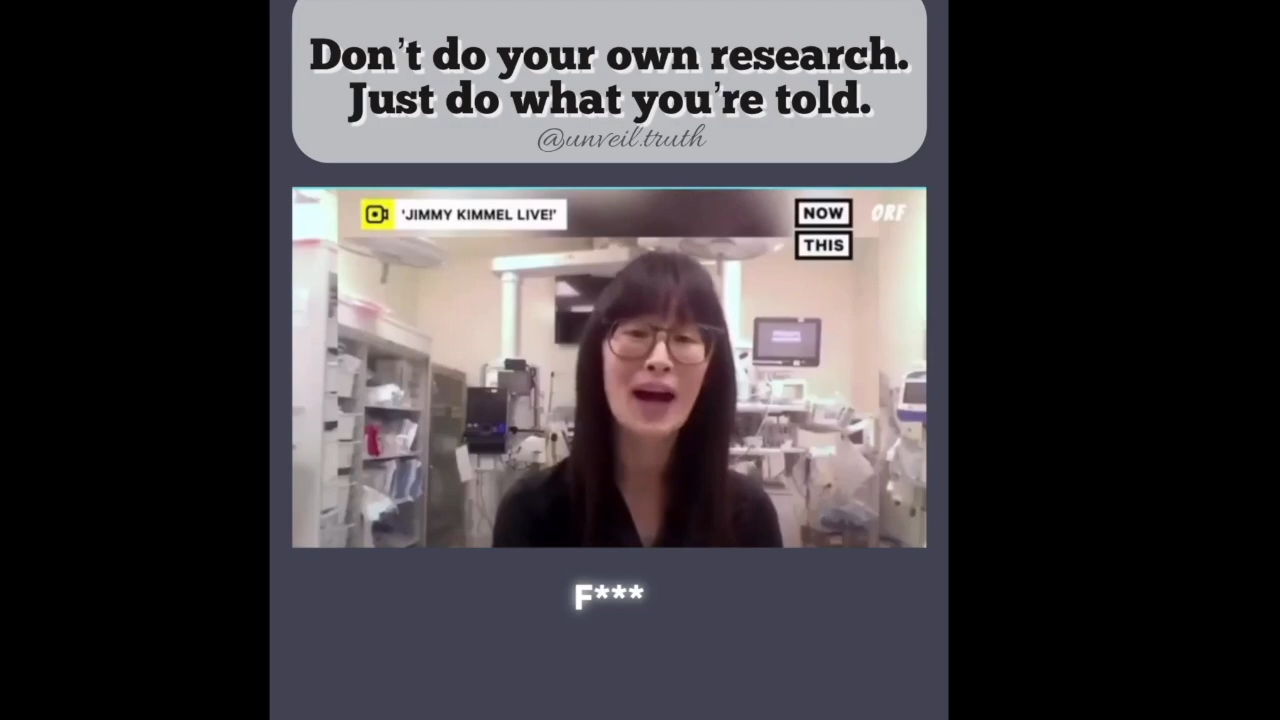 Don't do your own research.
Just do what you're told.
@unveil.truth
'JIMMY KIMMEL LIVE!'
NOW
THIS
ORF
F***